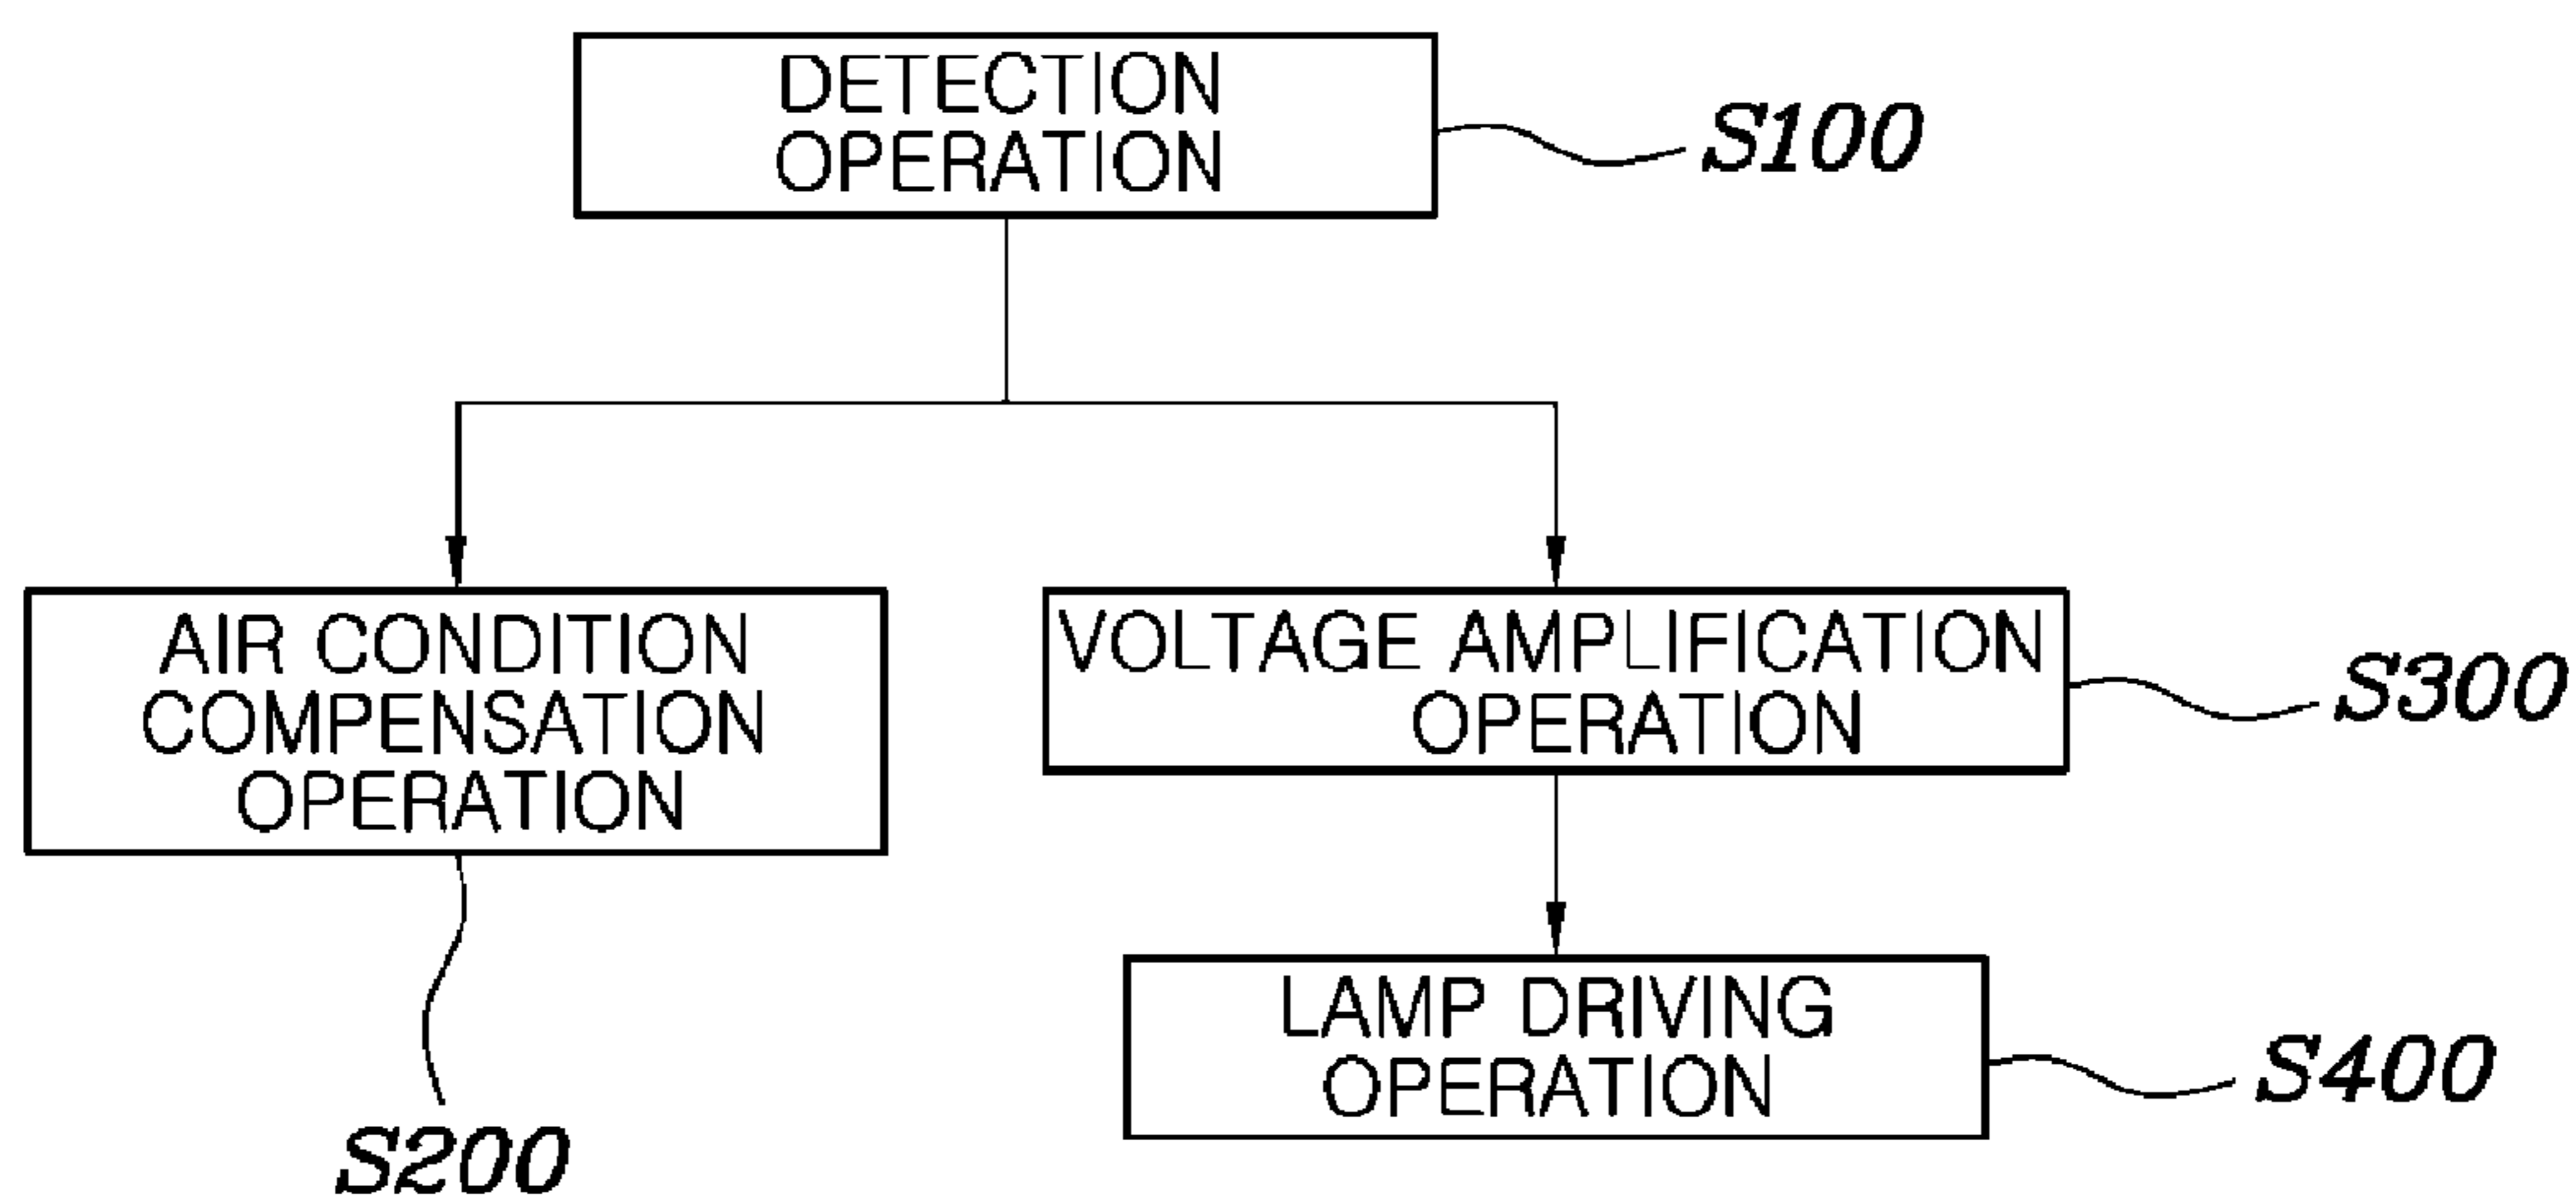 DETECTION
OPERATION
S100
AIR CONDITION
COMPENSATION
OPERATION
S200
VOLTAGE AMPLIFICATION
OPERATION
S300
LAMP DRIVING
OPERATION
S400